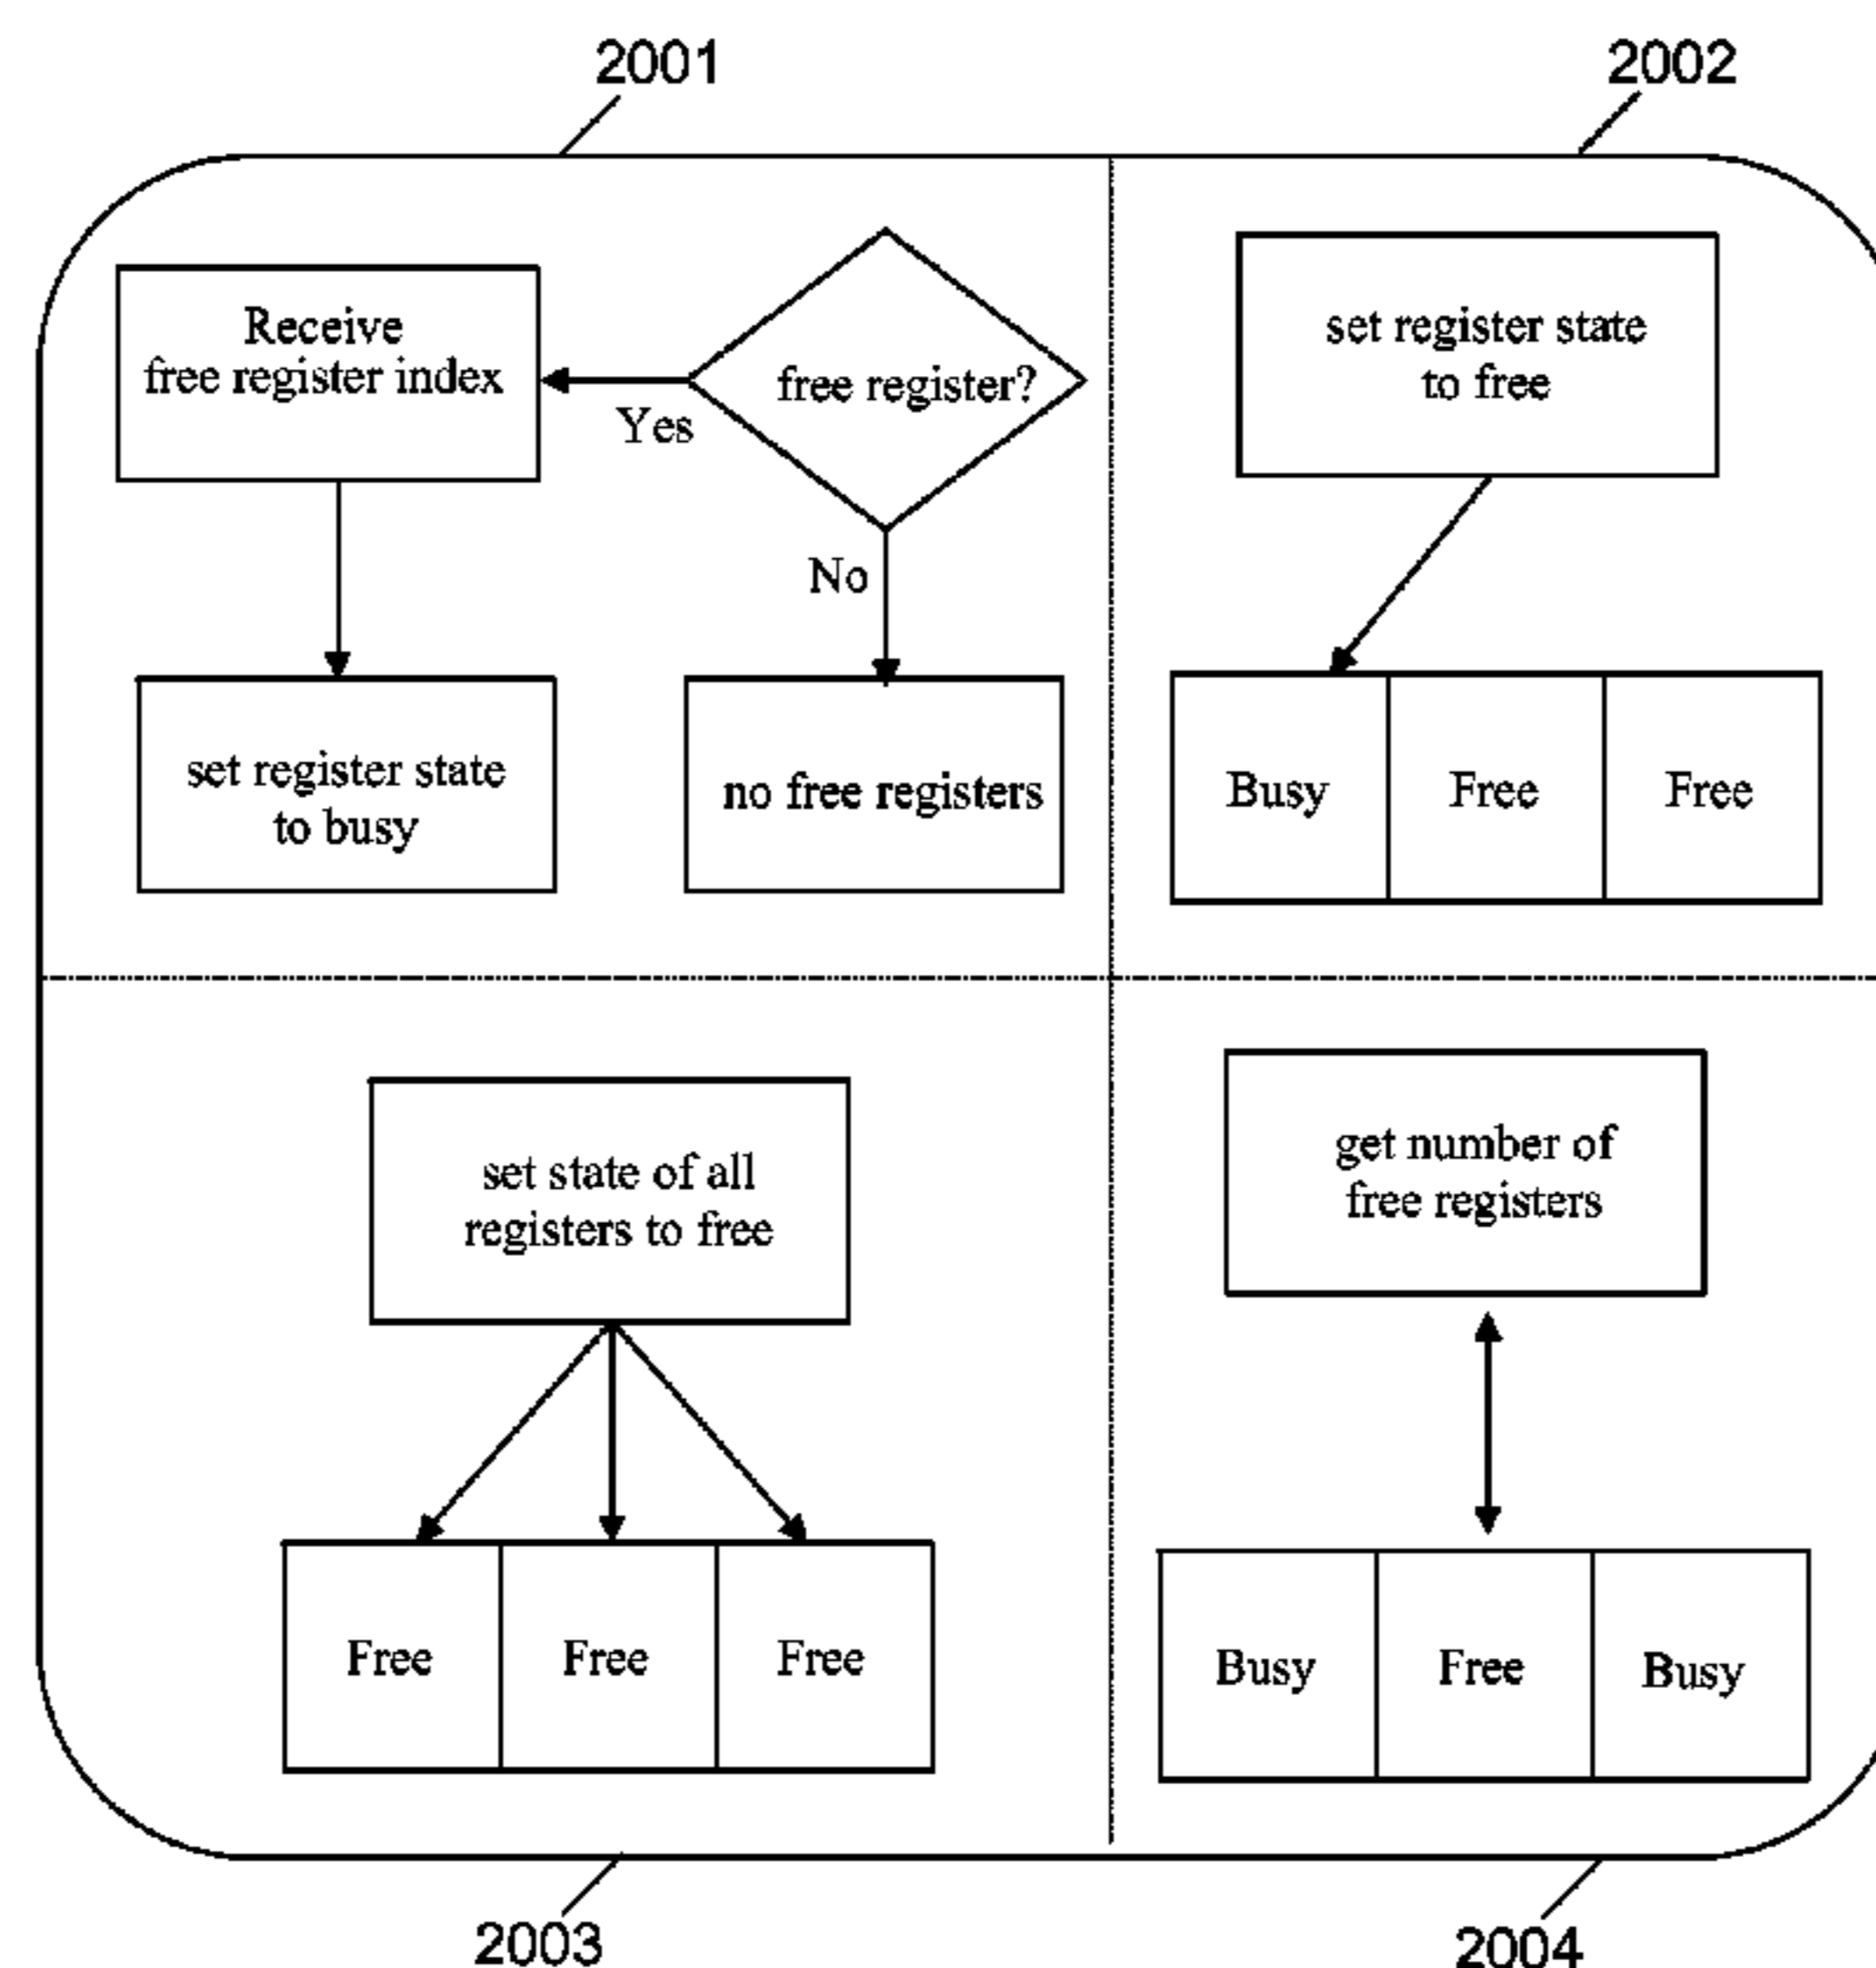 2001
2002
Receive
free register index
free register?
Yes
No
set register state
to busy
no free registers
set register state
to free
Busy
Free
Free
set state of all
registers to free
Free
Free
Free
get number of
free registers
Busy
Free
Busy
2003
2004